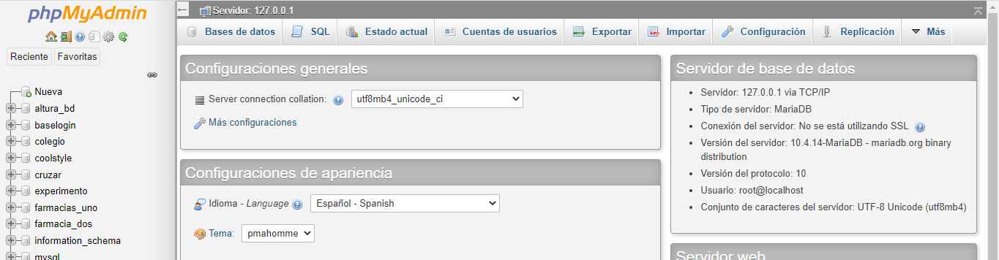 phpMyAdmin
Reciente Favoritas
Nueva
altura_bd
baselogin
colegio
coolstyle
cruzar
experimento
farmacias_uno
farmacia_dos
information_schema
mysql
Servidor: 127.0.0.1
Bases de datos SQL Estado actual Cuentas de usuarios Exportar Importar Configuración Replicación Más
Configuraciones generales
Server connection collation: utf8mb4_unicode_ci
Más configuraciones
Configuraciones de apariencia
Idioma - Language Español - Spanish
Tema: pmahomme
Servidor de base de datos
Servidor: 127.0.0.1 via TCP/IP
Tipo de servidor: MariaDB
Conexión del servidor: No se está utilizando SSL
Versión del servidor: 10.4.14-MariaDB - mariadb.org binary
distribution
Versión del protocolo: 10
Usuario: root@localhost
Conjunto de caracteres del servidor: UTF-8 Unicode (utf8mb4)
Servidor web